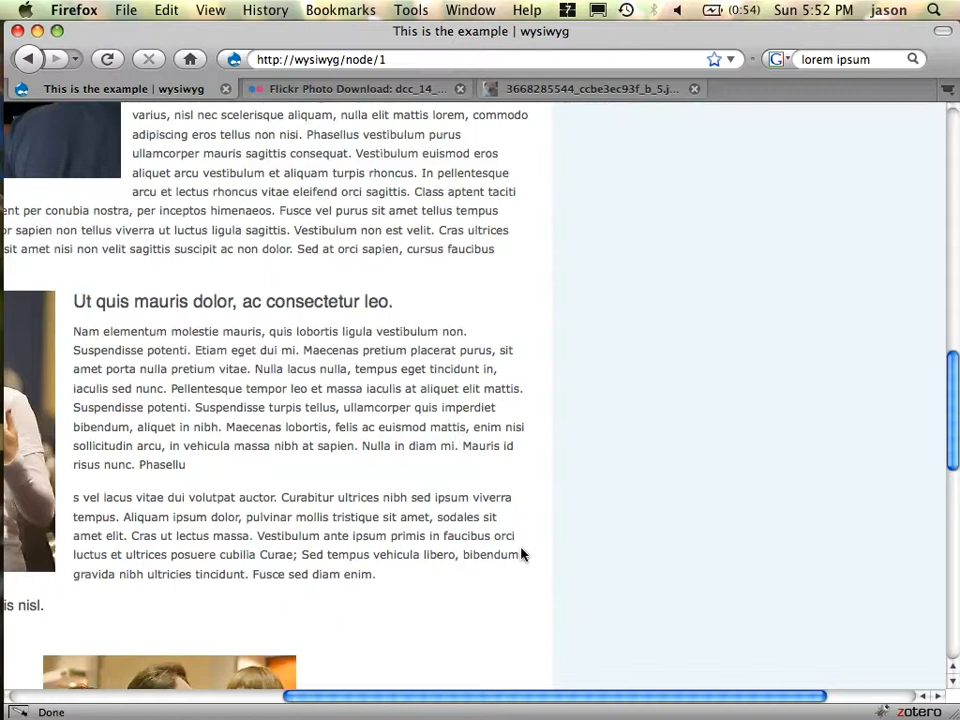 Firefox File Edit View History Bookmarks Tools Window Help (0:54) Sun 5:52 PM jason
This is the example | wysiwyg
http://wysiwyg/node/1 lorem ipsum
This is the example | wysiwyg Flickr Photo Download: dcc_14_... 3668285544_ccbe3ec93f_b_5.j...
varius, nisl nec scelerisque aliquam, nulla elit mattis lorem, commodo
adipiscing eros tellus non nisi. Phasellus vestibulum purus
ullamcorper mauris sagittis consequat. Vestibulum euismod eros
aliquet arcu vestibulum et aliquam turpis rhoncus. In pellentesque
arcu et lectus rhoncus vitae eleifend orci sagittis. Class aptent taciti
ent per conubia nostra, per inceptos himenaeos. Fusce vel purus sit amet tellus tempus
or sapien non tellus viverra ut luctus ligula sagittis. Vestibulum non est velit. Cras ultrices
sit amet nisi non velit sagittis suscipit ac non dolor. Sed at orci sapien, cursus faucibus
Ut quis mauris dolor, ac consectetur leo.
Nam elementum molestie mauris, quis lobortis ligula vestibulum non.
Suspendisse potenti. Etiam eget dui mi. Maecenas pretium placerat purus, sit
amet porta nulla pretium vitae. Nulla lacus nulla, tempus eget tincidunt in,
iaculis sed nunc. Pellentesque tempor leo et massa iaculis at aliquet elit mattis.
Suspendisse potenti. Suspendisse turpis tellus, ullamcorper quis imperdiet
bibendum, aliquet in nibh. Maecenas lobortis, felis ac euismod mattis, enim nisi
sollicitudin arcu, in vehicula massa nibh at sapien. Nulla in diam mi. Mauris id
risus nunc. Phasellu
s vel lacus vitae dui volutpat auctor. Curabitur ultrices nibh sed ipsum viverra
tempus. Aliquam ipsum dolor, pulvinar mollis tristique sit amet, sodales sit
amet elit. Cras ut lectus massa. Vestibulum ante ipsum primis in faucibus orci
luctus et ultrices posuere cubilia Curae; Sed tempus vehicula libero, bibendum
gravida nibh ultricies tincidunt. Fusce sed diam enim.
is nisl.
Done zotero